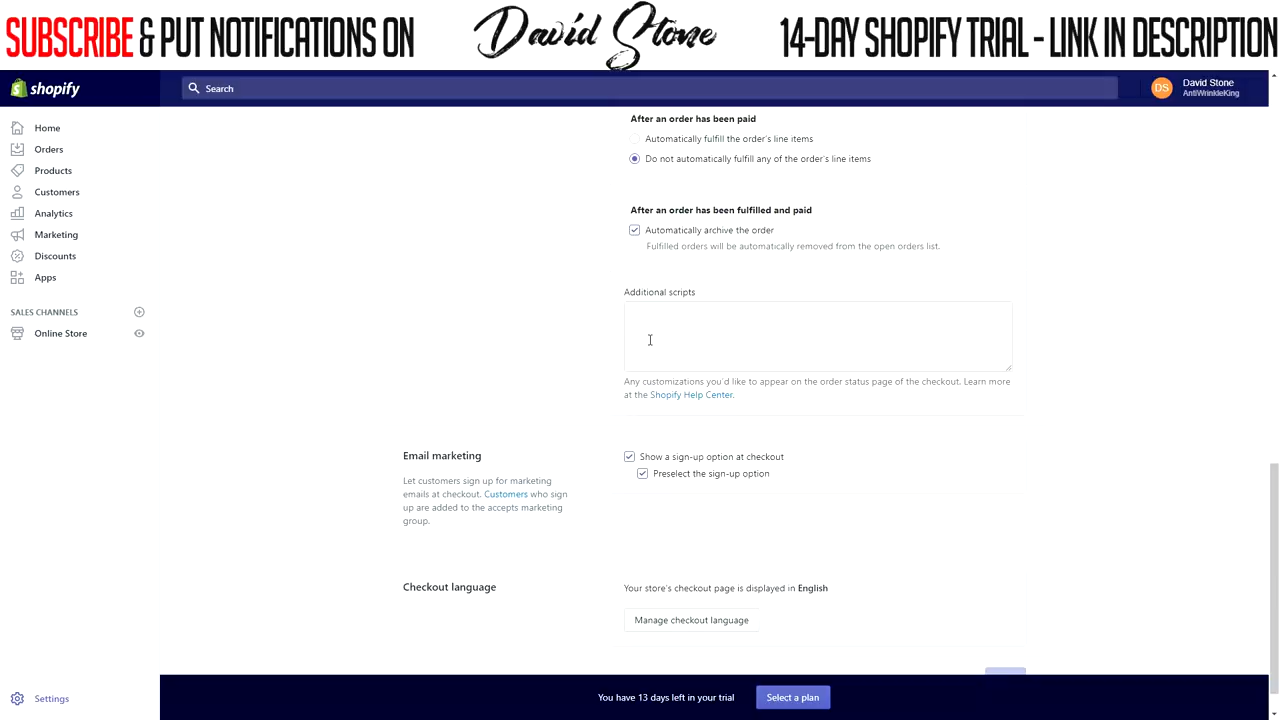 SUBSCRIBE & PUT NOTIFICATIONS ON
David Stone
14-DAY SHOPIFY TRIAL - LINK IN DESCRIPTION
shopify
Search
DS
David Stone
AntiWrinkleKing
Home
Orders
Products
Customers
Analytics
Marketing
Discounts
Apps
SALES CHANNELS
Online Store
Settings
After an order has been paid
Automatically fulfill the order's line items
Do not automatically fulfill any of the order's line items
After an order has been fulfilled and paid
Automatically archive the order
Fulfilled orders will be automatically removed from the open orders list.
Additional scripts
Any customizations you'd like to appear on the order status page of the checkout. Learn more
at the Shopify Help Center.
Email marketing
Let customers sign up for marketing
emails at checkout. Customers who sign
up are added to the accepts marketing
group.
Show a sign-up option at checkout
Preselect the sign-up option
Checkout language
Your store's checkout page is displayed in English
Manage checkout language
You have 13 days left in your trial
Select a plan